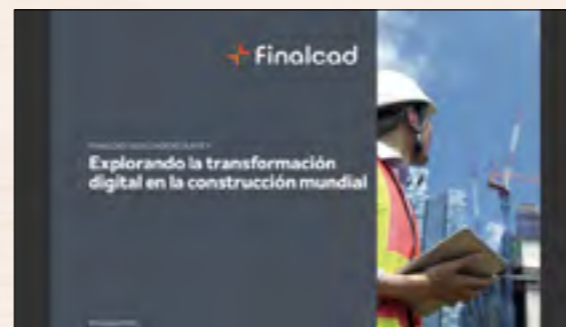 finalcad
Explorando la transformación
digital en la construcción mundial